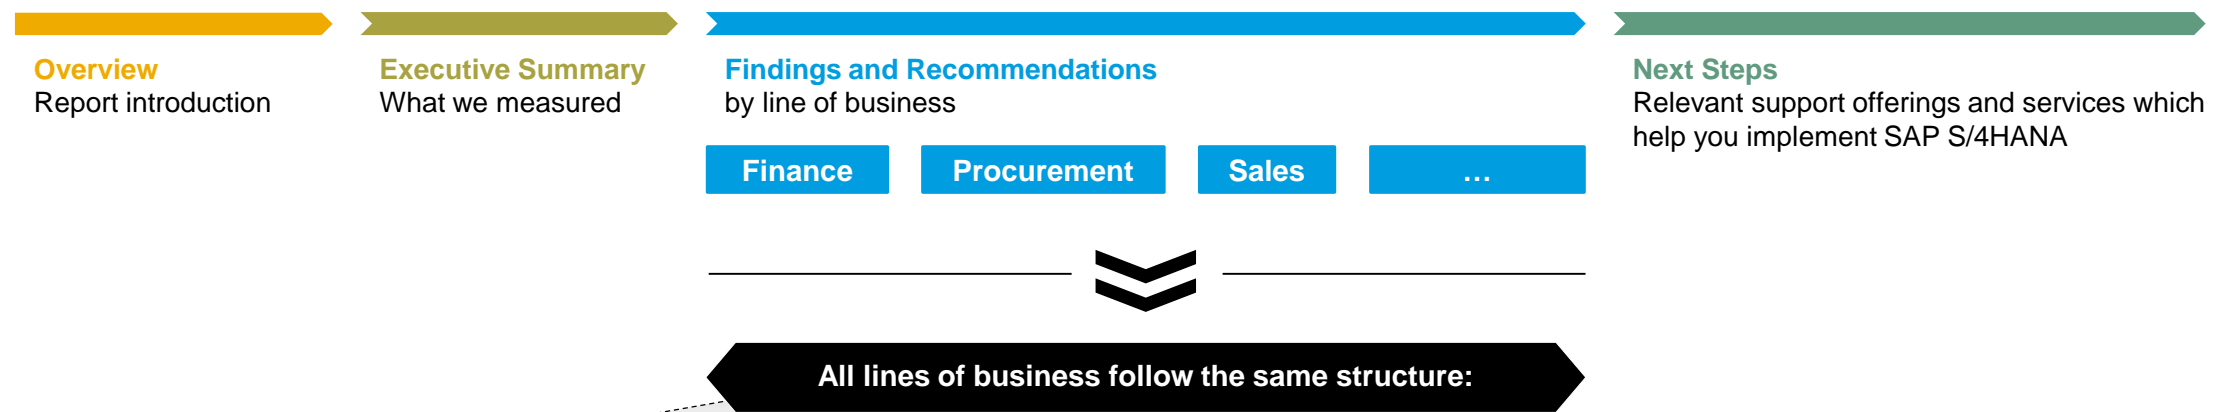 Overview
Report introduction
Executive Summary
What we measured
Findings and Recommendations
by line of business
Finance
Procurement
Sales
…
Next Steps
Relevant support offerings and services which
help you implement SAP S/4HANA
All lines of business follow the same structure: